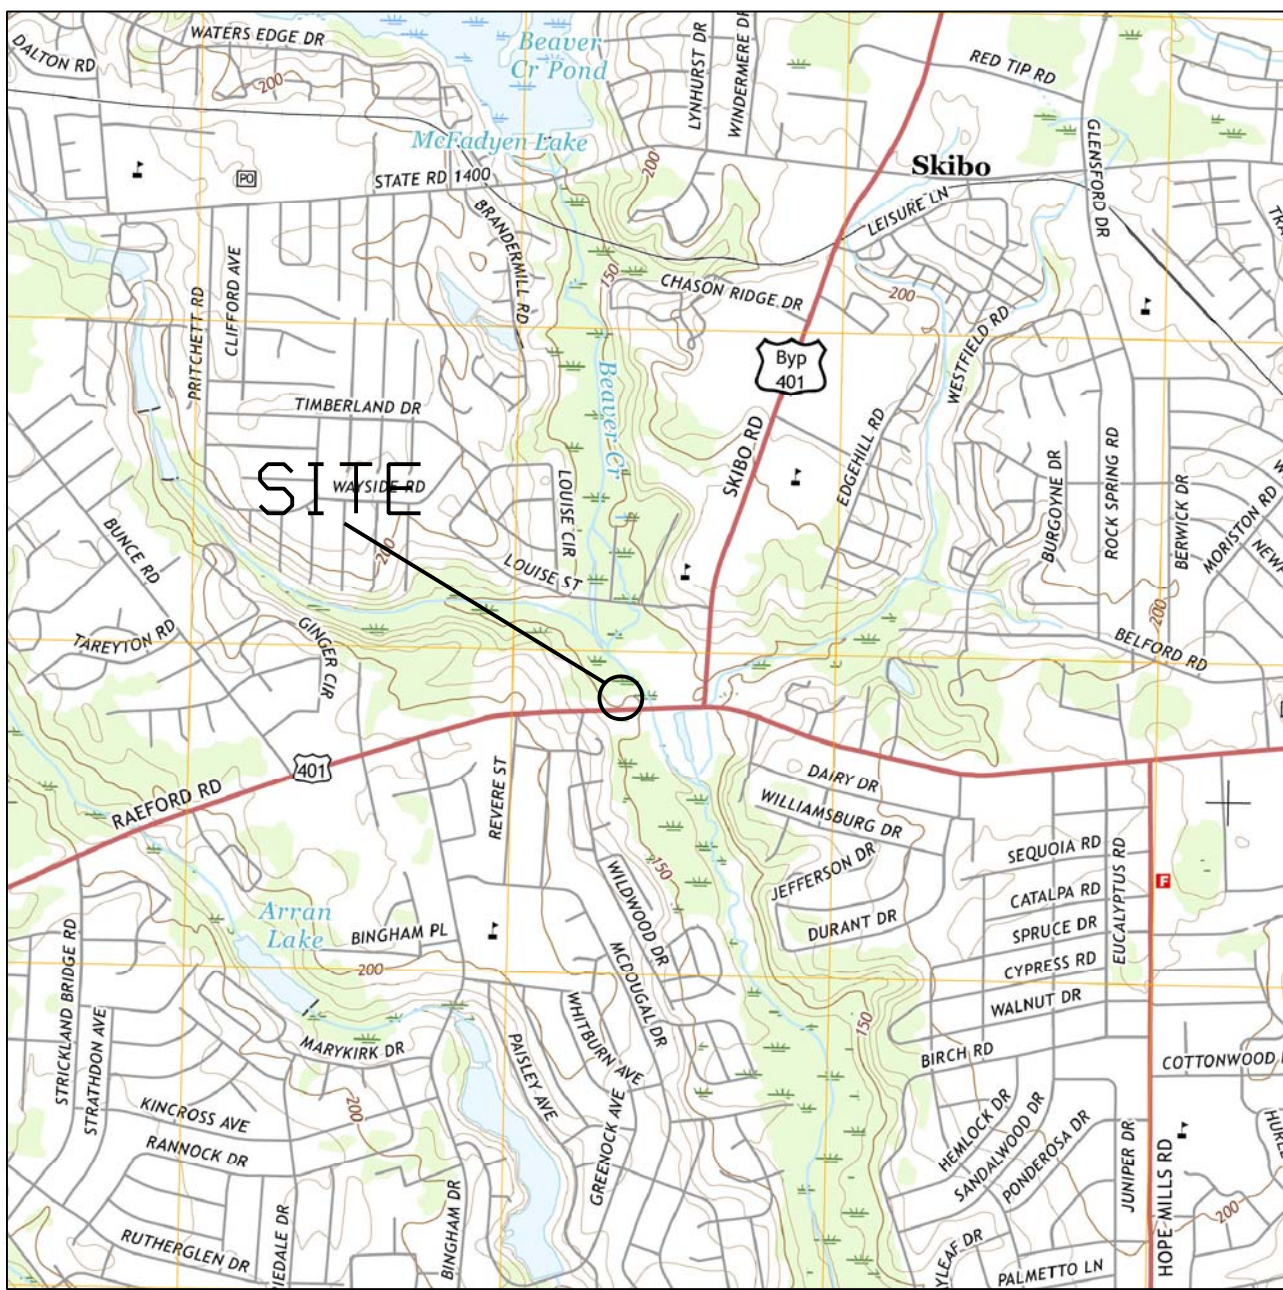 WATERS EDGE DR
DALTON RD
200
Beaver
Cr Pond
LYNHURST DR
WINDERMERE DR
RED TIP RD
McFadyen Lake
STATE RD 1400
PO
200
Skibo
GLENSFORD DR
LEISURE LN
BRANDERMILL RD
CLIFFORD AVE
PRITCHETT RD
150
CHASON RIDGE DR
200
Byp
401
WESTFIELD RD
TIMBERLAND DR
Beaver Cr
SKIBO RD
EDGEHILL RD
SITE
WAYSIDE RD
LOUISE CIR
BURGOYNE DR
ROCK SPRING RD
BERWICK DR
MORISTON RD
BUNCE RD
200
LOUISE ST
200
TAREYTON RD
GINGER CIR
BELFORD RD
401
RAEFORD RD
REVERE ST
DAIRY DR
WILLIAMSBURG DR
SEQUOIA RD
EUCALYPTUS RD
JEFFERSON DR
150
WILDWOOD DR
CATALPA RD
F
DURANT DR
SPRUCE DR
Arran
Lake
BINGHAM PL
CYPRESS RD
STRICKLAND BRIDGE RD
200
MCDOUGAL DR
WALNUT DR
WHITBURN AVE
150
STRATHDON AVE
MARYKIRK DR
PAISLEY AVE
BIRCH RD
COTTONWOOD
KINCROSS AVE
200
GREENOCK AVE
HEMLOCK DR
SANDALWOOD DR
PONDEROSA DR
RANNOCK DR
JUNIPER DR
HOPE MILLS RD
BINGHAM DR
200
RUTHERGLEN DR
IEDALE DR
YLEAF DR
PALMETTO LN